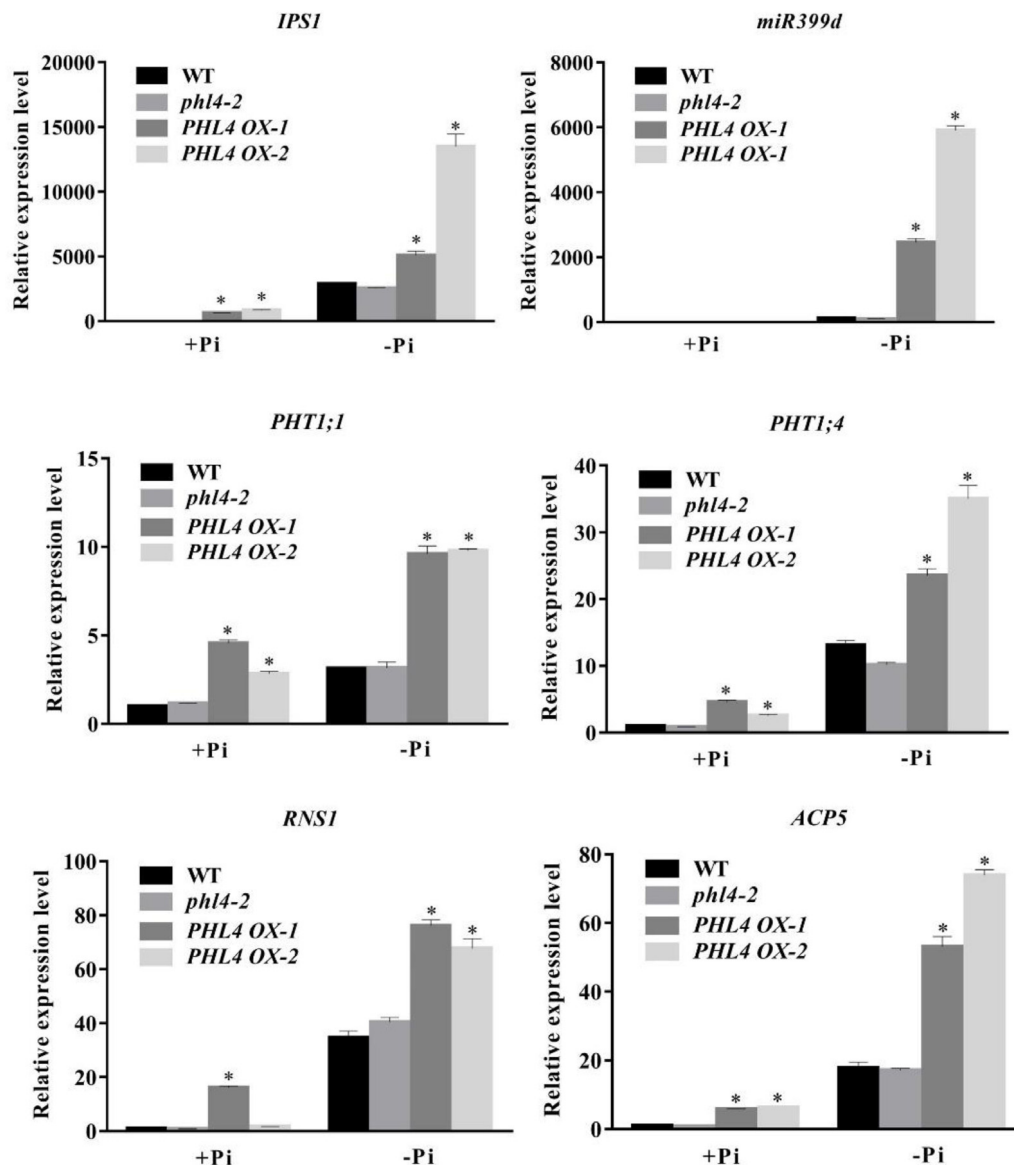 IPS1
Relative expression level
20000
15000
10000
5000
0
WT
phl4-2
PHL4 OX-1
PHL4 OX-2
*
*
*
*
+Pi
-Pi
miR399d
Relative expression level
8000
6000
4000
2000
0
WT
phl4-2
PHL4 OX-1
PHL4 OX-1
*
*
+Pi
-Pi
PHT1;1
Relative expression level
15
10
5
0
WT
phl4-2
PHL4 OX-1
PHL4 OX-2
*
*
*
*
+Pi
-Pi
PHT1;4
Relative expression level
40
30
20
10
0
WT
phl4-2
PHL4 OX-1
PHL4 OX-2
*
*
*
*
+Pi
-Pi
RNS1
Relative expression level
100
80
60
40
20
0
WT
phl4-2
PHL4 OX-1
PHL4 OX-2
*
*
*
+Pi
-Pi
ACP5
Relative expression level
80
60
40
20
0
WT
phl4-2
PHL4 OX-1
PHL4 OX-2
*
*
*
*
+Pi
-Pi